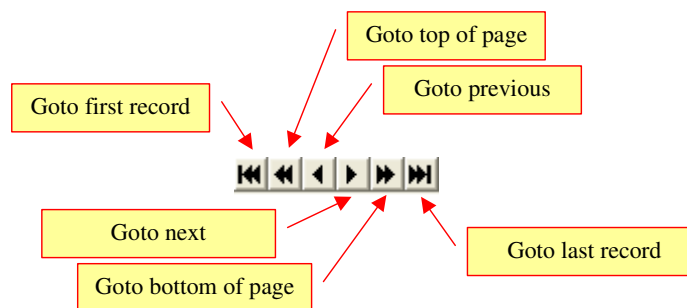 Goto top of page
Goto previous
Goto first record
Goto next
Goto last record
Goto bottom of page